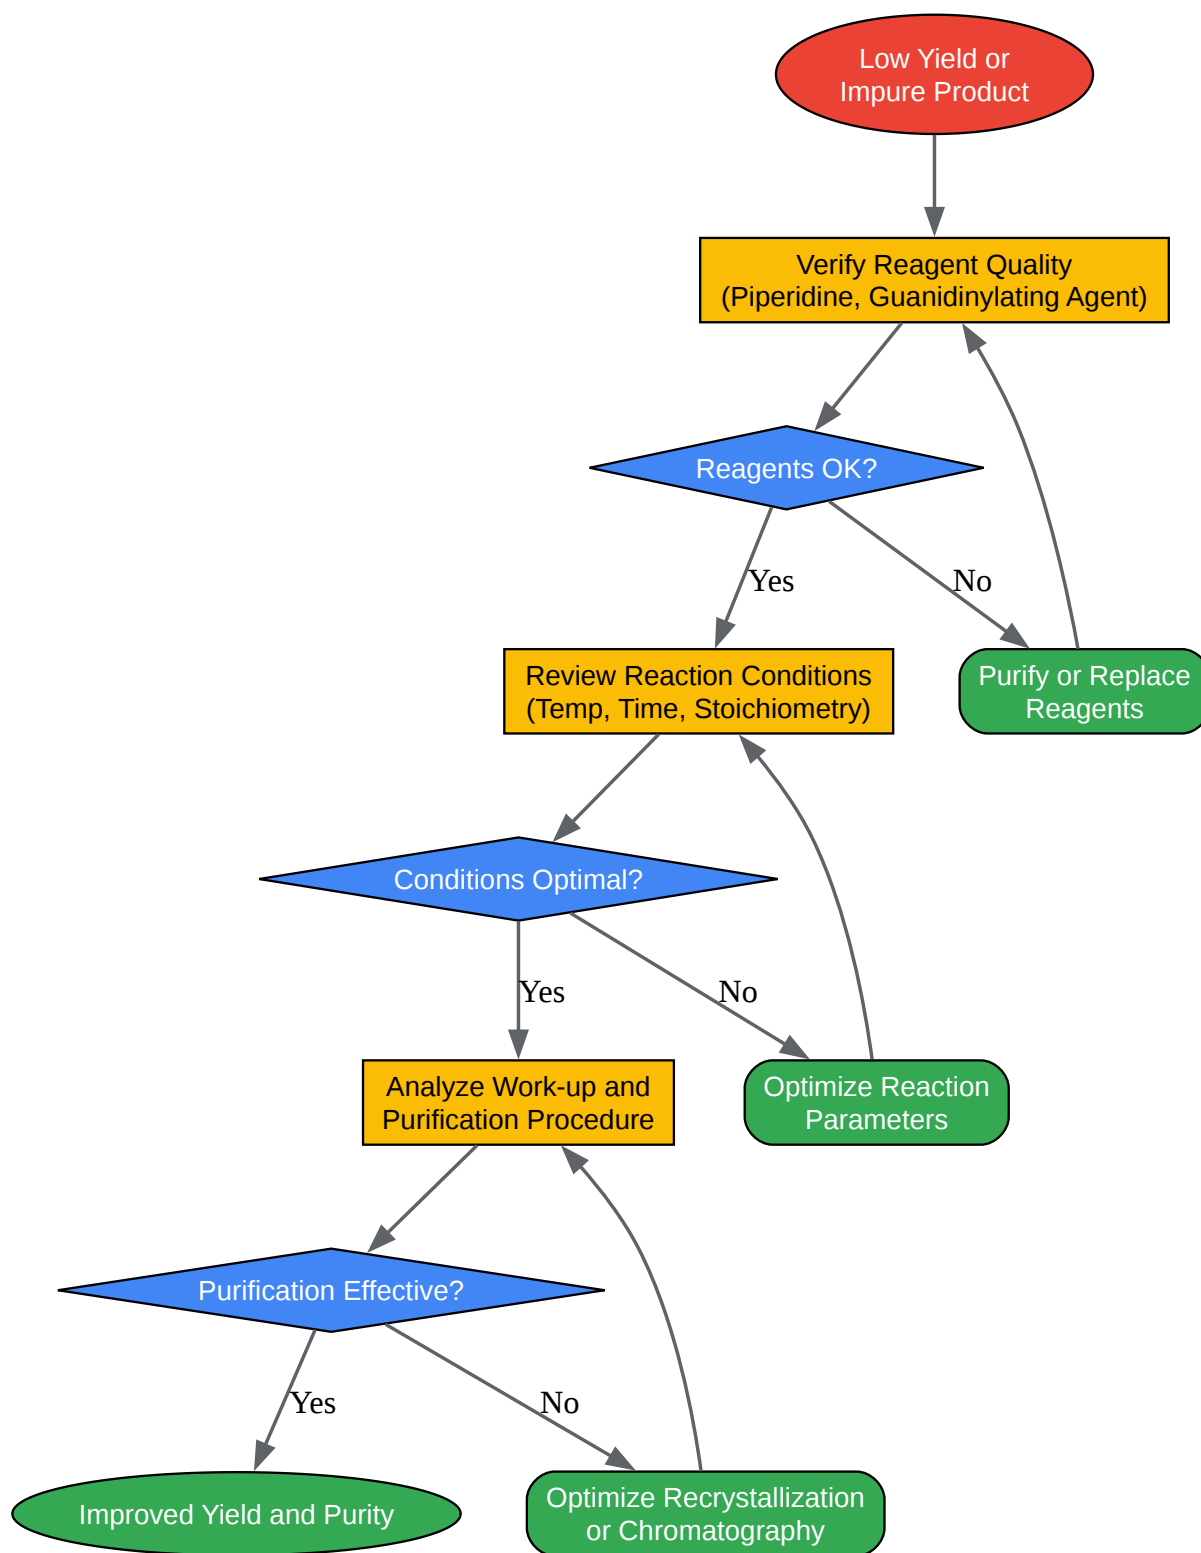 Low Yield or
Impure Product
Verify Reagent Quality
(Piperidine, Guanidinylating Agent)
Reagents OK?
Yes
No
Review Reaction Conditions
(Temp, Time, Stoichiometry)
Purify or Replace
Reagents
Conditions Optimal?
Yes
No
Analyze Work-up and
Purification Procedure
Optimize Reaction
Parameters
Purification Effective?
Yes
No
Improved Yield and Purity
Optimize Recrystallization
or Chromatography